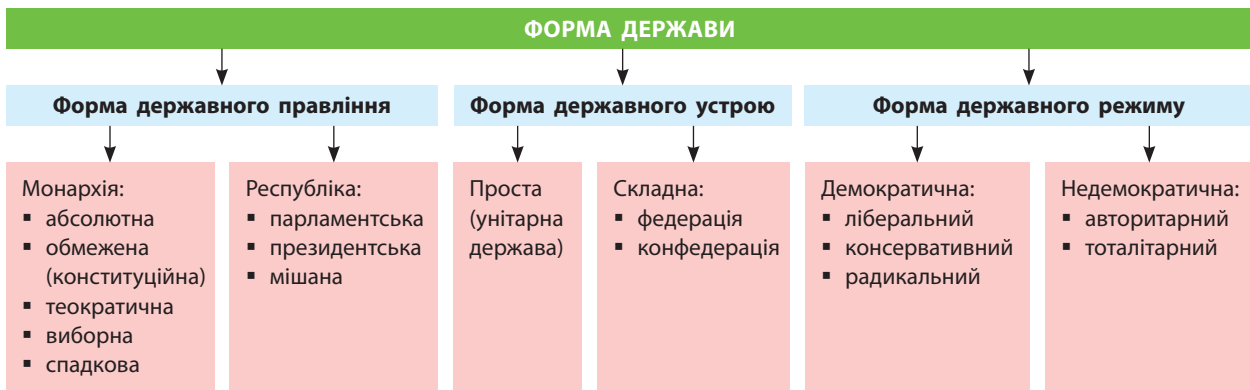 ФОРМА ДЕРЖАВИ
Форма державного правління
Форма державного устрою
Форма державного режиму
Монархія:
▪ абсолютна
▪ обмежена
(конституційна)
▪ теократична
▪ виборна
▪ спадкова
Республіка:
▪ парламентська
▪ президентська
▪ мішана
Проста
(унітарна
держава)
Складна:
▪ федерація
▪ конфедерація
Демократична:
▪ ліберальний
▪ консервативний
▪ радикальний
Недемократична:
▪ авторитарний
▪ тоталітарний